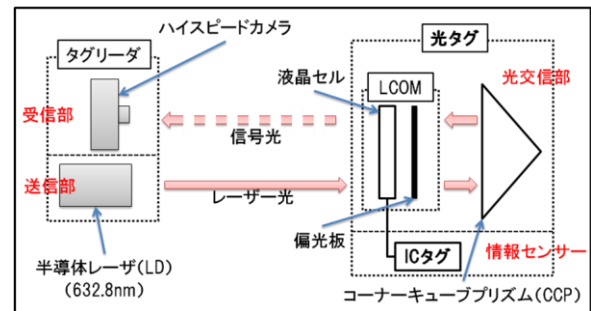 ハイスピードカメラ
タグリーダ
受信部
送信部
信号光
レーザー光
半導体レーザ(LD)
(632.8nm)
光タグ
液晶セル
LCOM
光交信部
偏光板
ICタグ
情報センサー
コーナーキューブプリズム(CCP)